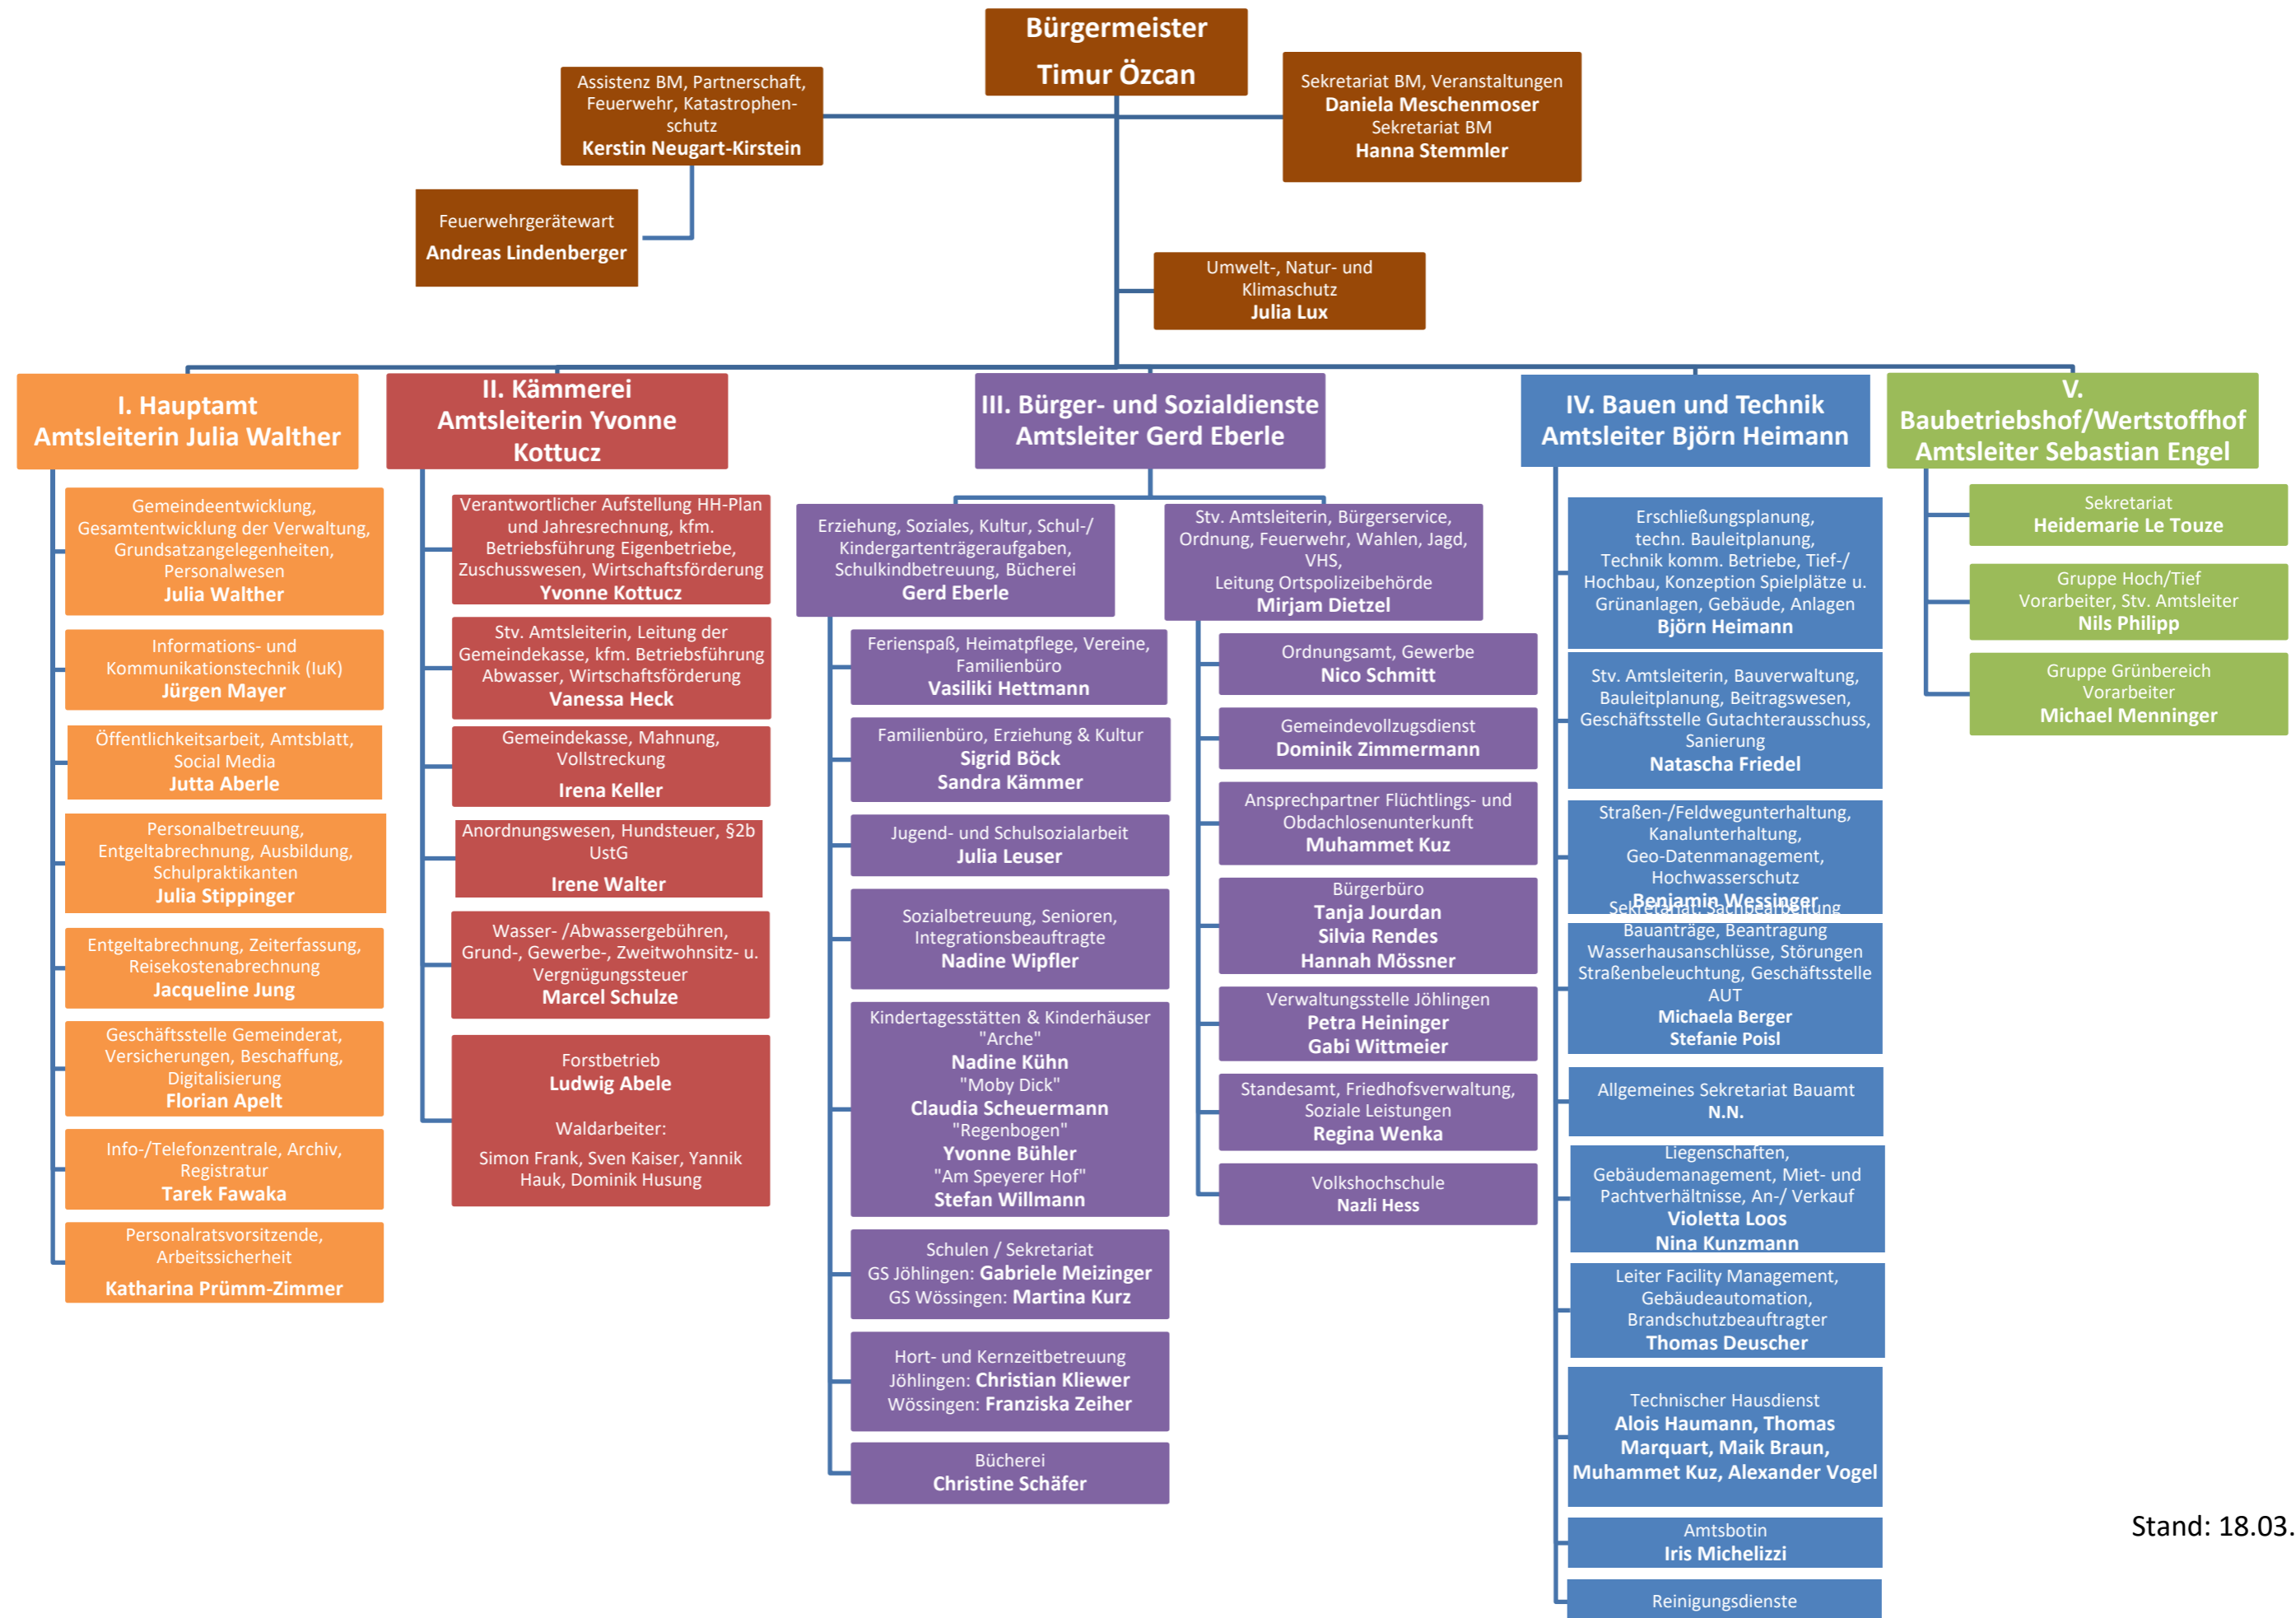 Bürgermeister
Timur Özcan
Assistenz BM, Partnerschaft,
Feuerwehr, Katastrophen-
schutz
Kerstin Neugart-Kirstein
Sekretariat BM, Veranstaltungen
Daniela Meschenmoser
Sekretariat BM
Hanna Stemmler
Feuerwehrgerätewart
Andreas Lindenberger
Umwelt-, Natur- und
Klimaschutz
Julia Lux
I. Hauptamt
Amtsleiterin Julia Walther
Gemeindeentwicklung,
Gesamtentwicklung der Verwaltung,
Grundsatzangelegenheiten,
Personalwesen
Julia Walther
Informations- und
Kommunikationstechnik (IuK)
Jürgen Mayer
Öffentlichkeitsarbeit, Amtsblatt,
Social Media
Jutta Aberle
Personalbetreuung,
Entgeltabrechnung, Ausbildung,
Schulpraktikanten
Julia Stippinger
Entgeltabrechnung, Zeiterfassung,
Reisekostenabrechnung
Jacqueline Jung
Geschäftsstelle Gemeinderat,
Versicherungen, Beschaffung,
Digitalisierung
Florian Apelt
Info-/Telefonzentrale, Archiv,
Registratur
Tarek Fawaka
Personalratsvorsitzende,
Arbeitssicherheit
Katharina Prümm-Zimmer
II. Kämmerei
Amtsleiterin Yvonne
Kottucz
Verantwortlicher Aufstellung HH-Plan
und Jahresrechnung, kfm.
Betriebsführung Eigenbetriebe,
Zuschusswesen, Wirtschaftsförderung
Yvonne Kottucz
Stv. Amtsleiterin, Leitung der
Gemeindekasse, kfm. Betriebsführung
Abwasser, Wirtschaftsförderung
Vanessa Heck
Gemeindekasse, Mahnung,
Vollstreckung
Irena Keller
Anordnungswesen, Hundsteuer, §2b
UstG
Irene Walter
Wasser- /Abwassergebühren,
Grund-, Gewerbe-, Zweitwohnsitz- u.
Vergnügungssteuer
Marcel Schulze
Forstbetrieb
Ludwig Abele
Waldarbeiter:
Simon Frank, Sven Kaiser, Yannik
Hauk, Dominik Husung
III. Bürger- und Sozialdienste
Amtsleiter Gerd Eberle
Erziehung, Soziales, Kultur, Schul-/
Kindergartenträgeraufgaben,
Schulkindbetreuung, Bücherei
Gerd Eberle
Ferienspaß, Heimatpflege, Vereine,
Familienbüro
Vasiliki Hettmann
Familienbüro, Erziehung & Kultur
Sigrid Böck
Sandra Kämmer
Jugend- und Schulsozialarbeit
Julia Leuser
Sozialbetreuung, Senioren,
Integrationsbeauftragte
Nadine Wipfler
Kindertagesstätten & Kinderhäuser
"Arche"
Nadine Kühn
"Moby Dick"
Claudia Scheuermann
"Regenbogen"
Yvonne Bühler
"Am Speyerer Hof"
Stefan Willmann
Schulen / Sekretariat
GS Jöhlingen: Gabriele Meizinger
GS Wössingen: Martina Kurz
Hort- und Kernzeitbetreuung
Jöhlingen: Christian Kliewer
Wössingen: Franziska Zeiher
Bücherei
Christine Schäfer
Stv. Amtsleiterin, Bürgerservice,
Ordnung, Feuerwehr, Wahlen, Jagd,
VHS,
Leitung Ortspolizeibehörde
Mirjam Dietzel
Ordnungsamt, Gewerbe
Nico Schmitt
Gemeindevollzugsdienst
Dominik Zimmermann
Ansprechpartner Flüchtlings- und
Obdachlosenunterkunft
Muhammet Kuz
Bürgerbüro
Tanja Jourdan
Silvia Rendes
Hannah Mössner
Verwaltungsstelle Jöhlingen
Petra Heininger
Gabi Wittmeier
Standesamt, Friedhofsverwaltung,
Soziale Leistungen
Regina Wenka
Volkshochschule
Nazli Hess
IV. Bauen und Technik
Amtsleiter Björn Heimann
Erschließungsplanung,
techn. Bauleitplanung,
Technik komm. Betriebe, Tief-/
Hochbau, Konzeption Spielplätze u.
Grünanlagen, Gebäude, Anlagen
Björn Heimann
Stv. Amtsleiterin, Bauverwaltung,
Bauleitplanung, Beitragswesen,
Geschäftsstelle Gutachterausschuss,
Sanierung
Natascha Friedel
Straßen-/Feldwegunterhaltung,
Kanalunterhaltung,
Geo-Datenmanagement,
Hochwasserschutz
Benjamin Wessinger
Sekretariat: Sachbearbeitung
Bauanträge, Beantragung
Wasserhausanschlüsse, Störungen
Straßenbeleuchtung, Geschäftsstelle
AUT
Michaela Berger
Stefanie Poisl
Allgemeines Sekretariat Bauamt
N.N.
Liegenschaften,
Gebäudemanagement, Miet- und
Pachtverhältnisse, An-/ Verkauf
Violetta Loos
Nina Kunzmann
Leiter Facility Management,
Gebäudeautomation,
Brandschutzbeauftragter
Thomas Deuscher
Technischer Hausdienst
Alois Haumann, Thomas
Marquart, Maik Braun,
Muhammet Kuz, Alexander Vogel
Amtsbotin
Iris Michelizzi
Reinigungsdienste
V.
Baubetriebshof/Wertstoffhof
Amtsleiter Sebastian Engel
Sekretariat
Heidemarie Le Touze
Gruppe Hoch/Tief
Vorarbeiter, Stv. Amtsleiter
Nils Philipp
Gruppe Grünbereich
Vorarbeiter
Michael Menninger
Stand: 18.03.